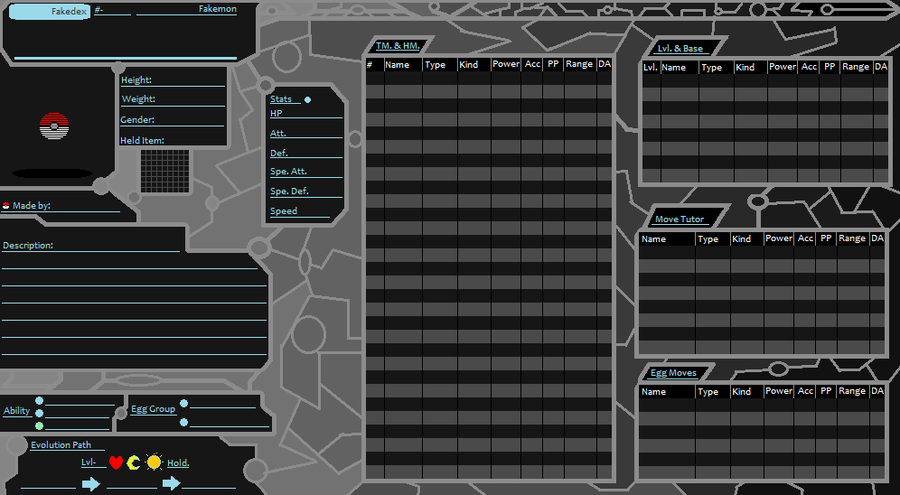 Fakedex #- Fakemon
Height:
Weight:
Gender:
Held Item:
Made by:
Description:
Stats
HP
Att.
Def.
Spe. Att.
Spe. Def.
Speed
Ability
Egg Group
Evolution Path
Lvl- Hold.
TM. & HM.
# Name Type Kind Power Acc PP Range DA
Lvl. & Base
Lvl. Name Type Kind Power Acc PP Range DA
Move Tutor
Name Type Kind Power Acc PP Range DA
Egg Moves
Name Type Kind Power Acc PP Range DA